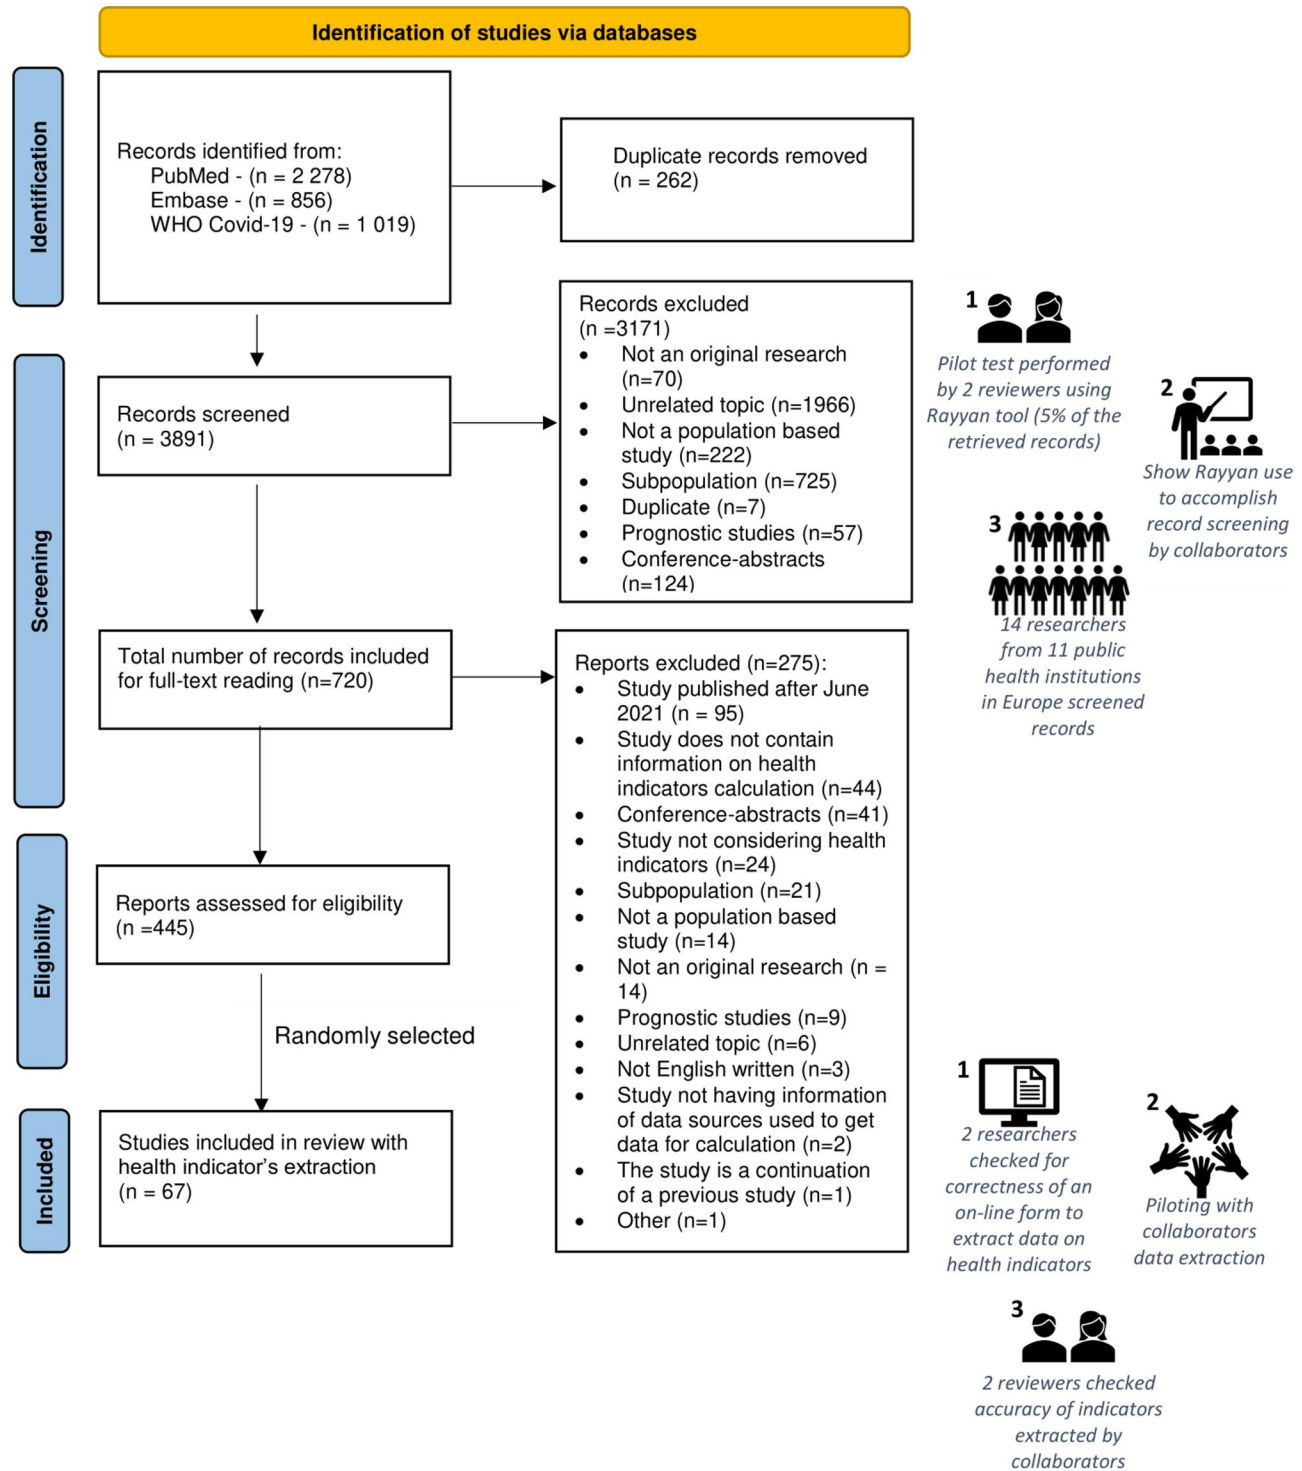 Identification of studies via databases
Identification
Records identified from:
PubMed - (n = 2 278)
Embase - (n = 856)
WHO Covid-19 - (n = 1 019)
Duplicate records removed
(n = 262)
Screening
Records screened
(n = 3891)
Records excluded
(n =3171)
• Not an original research
(n=70)
• Unrelated topic (n=1966)
• Not a population based
study (n=222)
• Subpopulation (n=725)
• Duplicate (n=7)
• Prognostic studies (n=57)
• Conference-abstracts
(n=124)
1
Pilot test performed
by 2 reviewers using
Rayyan tool (5% of the
retrieved records)
2
Show Rayyan use
to accomplish
record screening
by collaborators
3
14 researchers
from 11 public
health institutions
in Europe screened
records
Total number of records included
for full-text reading (n=720)
Reports excluded (n=275):
• Study published after June
2021 (n = 95)
• Study does not contain
information on health
indicators calculation (n=44)
• Conference-abstracts (n=41)
• Study not considering health
indicators (n=24)
• Subpopulation (n=21)
• Not a population based
study (n=14)
• Not an original research (n =
14)
• Prognostic studies (n=9)
• Unrelated topic (n=6)
• Not English written (n=3)
• Study not having information
of data sources used to get
data for calculation (n=2)
• The study is a continuation
of a previous study (n=1)
• Other (n=1)
Eligibility
Reports assessed for eligibility
(n =445)
Randomly selected
Included
Studies included in review with
health indicator’s extraction
(n = 67)
1
2 researchers
checked for
correctness of an
on-line form to
extract data on
health indicators
2
Piloting with
collaborators
data extraction
3
2 reviewers checked
accuracy of indicators
extracted by
collaborators